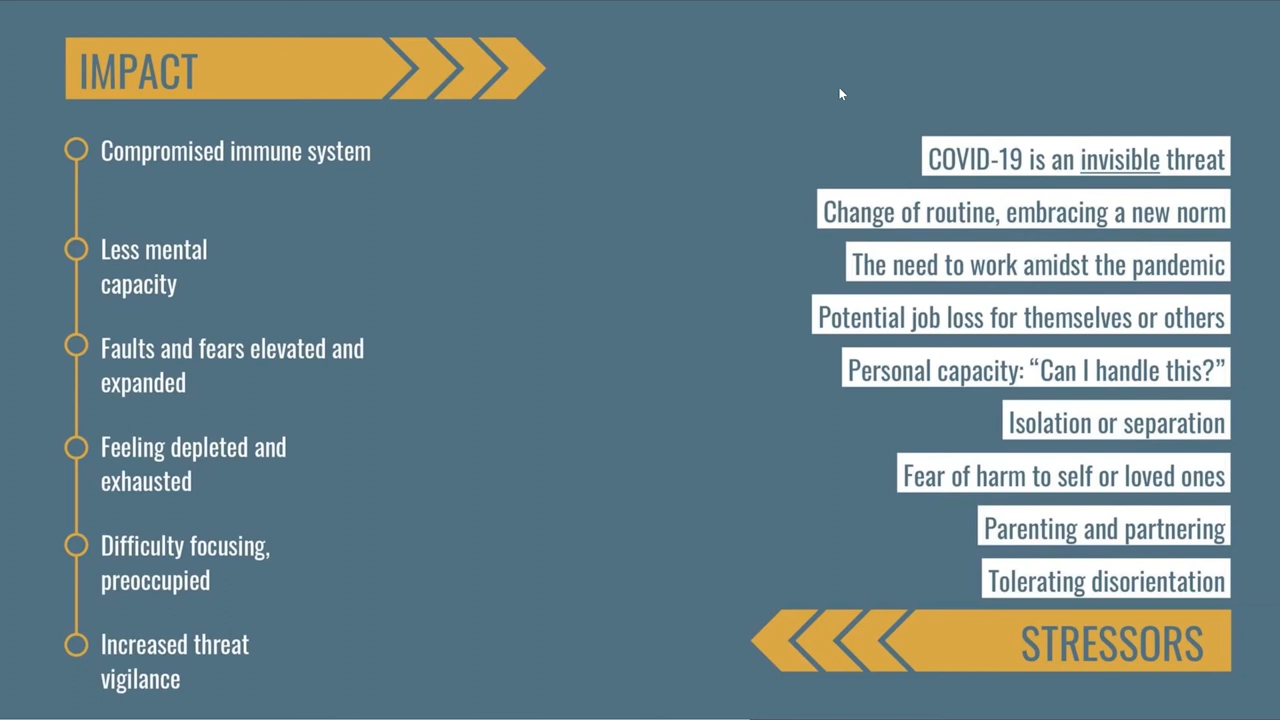 IMPACT
Compromised immune system
Less mental
capacity
Faults and fears elevated and
expanded
Feeling depleted and
exhausted
Difficulty focusing,
preoccupied
Increased threat
vigilance
COVID-19 is an invisible threat
Change of routine, embracing a new norm
The need to work amidst the pandemic
Potential job loss for themselves or others
Personal capacity: “Can I handle this?”
Isolation or separation
Fear of harm to self or loved ones
Parenting and partnering
Tolerating disorientation
STRESSORS